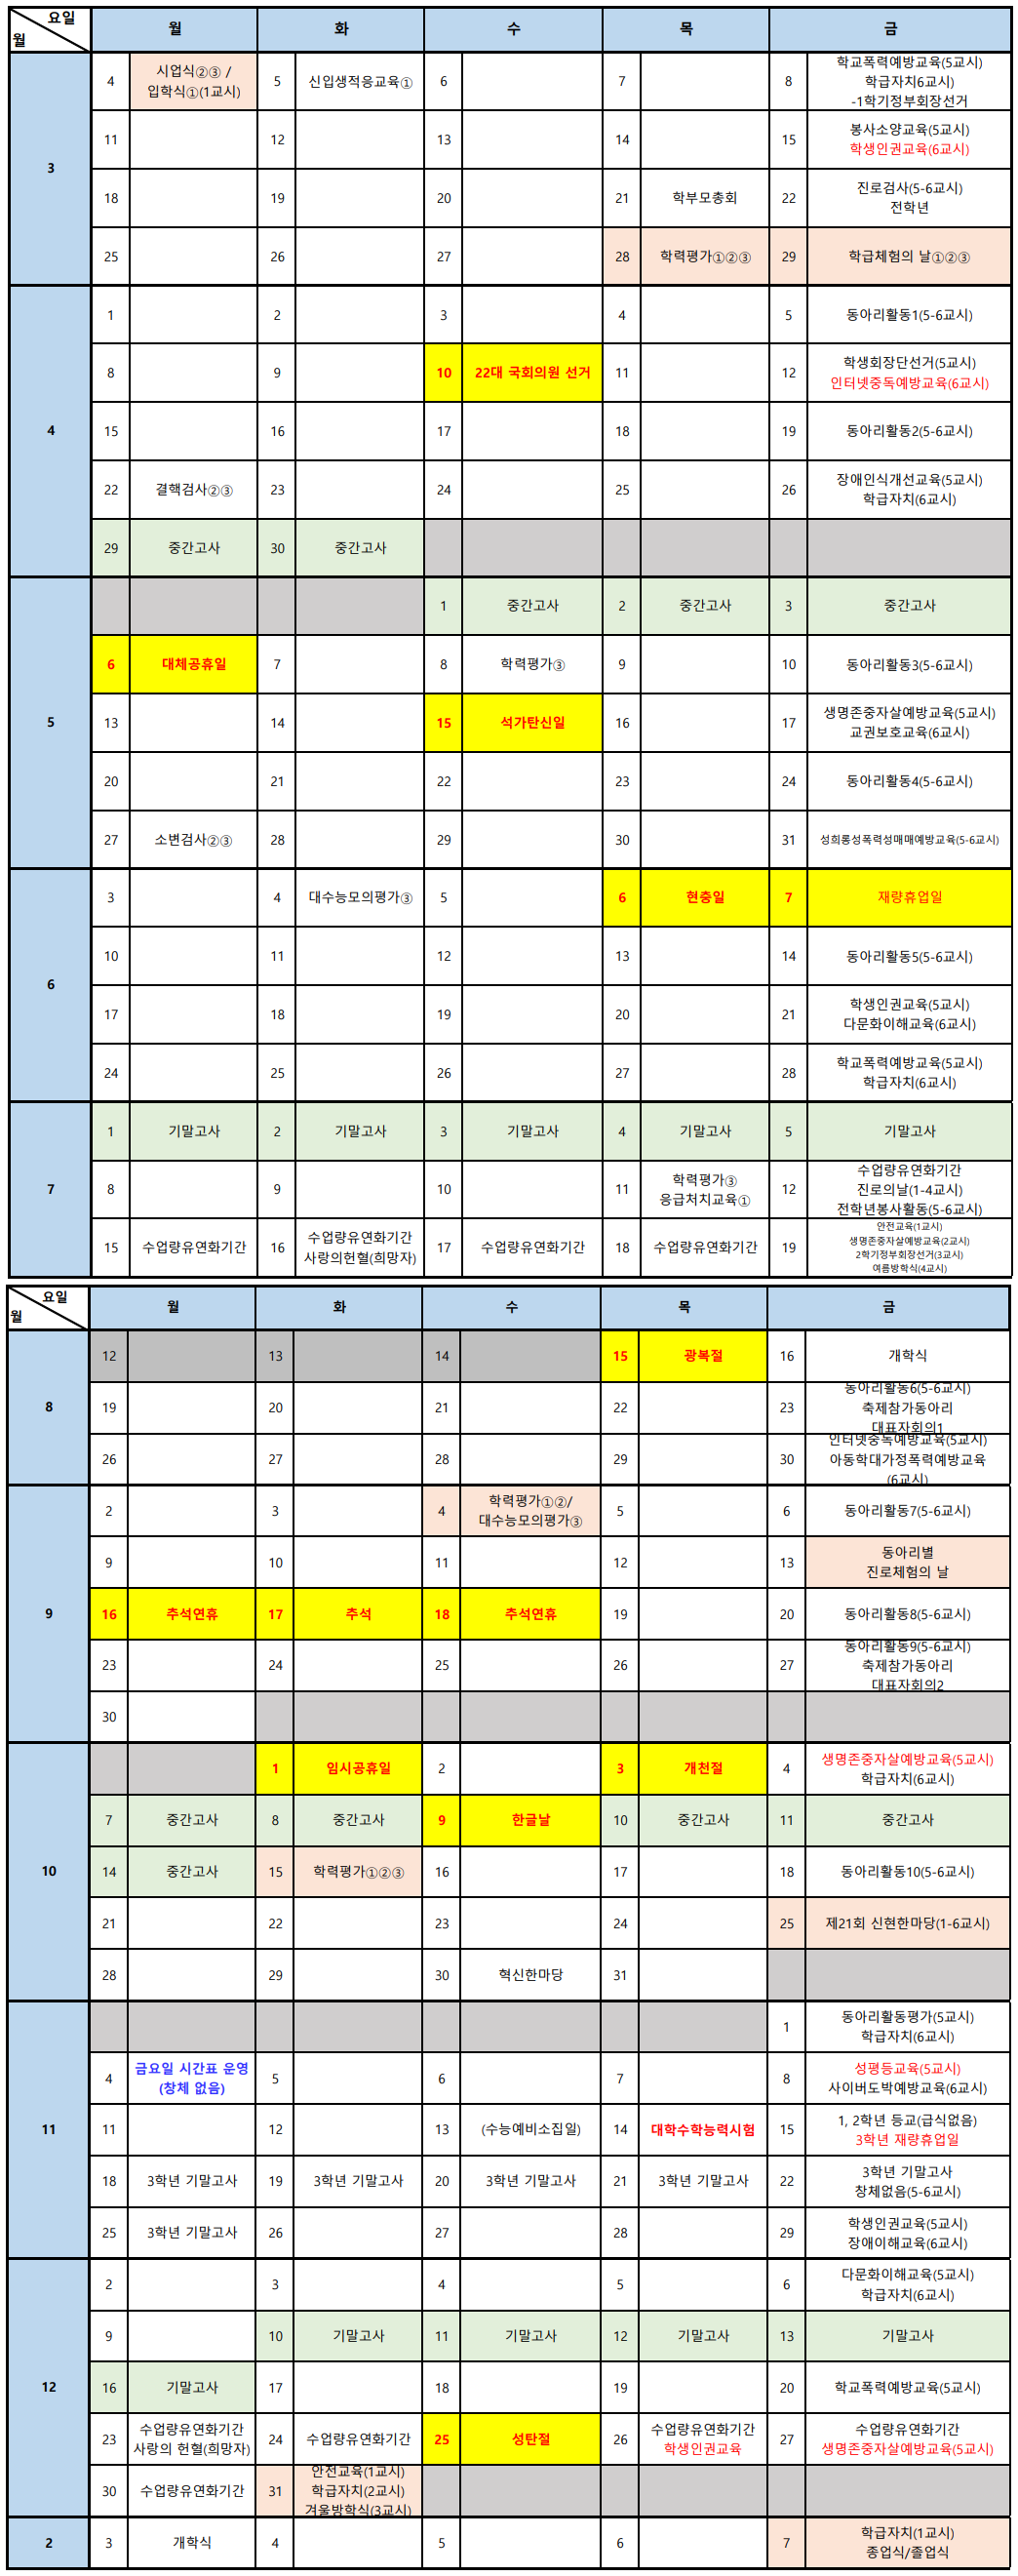 요일
월
월 화 수 목 금
3
4 시업식②③ / 5 신입생적응교육① 6 7 8 학교폭력예방교육(5교시)
입학식①(1교시) 학급자치6교시)
-1학기정부회장선거
11 12 13 14 15 봉사소양교육(5교시)
학생인권교육(6교시)
18 19 20 21 학부모총회 22 진로검사(5-6교시)
전학년
25 26 27 28 학력평가①②③ 29 학급체험의 날①②③
4
1 2 3 4 5 동아리활동1(5-6교시)
8 9 10 22대 국회의원 선거 11 12 학생회장단선거(5교시)
인터넷중독예방교육(6교시)
15 16 17 18 19 동아리활동2(5-6교시)
22 결핵검사②③ 23 24 25 26 장애인식개선교육(5교시)
학급자치(6교시)
29 중간고사 30 중간고사
5
1 중간고사 2 중간고사 3 중간고사
6 대체공휴일 7 8 학력평가③ 9 10 동아리활동3(5-6교시)
13 14 15 석가탄신일 16 17 생명존중자살예방교육(5교시)
교권보호교육(6교시)
20 21 22 23 24 동아리활동4(5-6교시)
27 소변검사②③ 28 29 30 31 성희롱성폭력성매매예방교육(5-6교시)
6
3 4 대수능모의평가③ 5 6 현충일 7 재량휴업일
10 11 12 13 14 동아리활동5(5-6교시)
17 18 19 20 21 학생인권교육(5교시)
다문화이해교육(6교시)
24 25 26 27 28 학교폭력예방교육(5교시)
학급자치(6교시)
7
1 기말고사 2 기말고사 3 기말고사 4 기말고사 5 기말고사
8 9 10 11 학력평가③ 12 수업량유연화기간
응급처치교육① 진로의날(1-4교시)
전학년봉사활동(5-6교시)
15 수업량유연화기간 16 수업량유연화기간 17 수업량유연화기간 18 수업량유연화기간 19 안전교육(1교시)
사랑의헌혈(희망자) 생명존중자살예방교육(2교시)
2학기정부회장선거(3교시)
여름방학식(4교시)
요일
월
월 화 수 목 금
8
12 13 14 15 광복절 16 개학식
19 20 21 22 23 동아리활동6(5-6교시)
축제참가동아리
대표자회의1
26 27 28 29 30 인터넷중독예방교육(5교시)
아동학대가정폭력예방교육
(6교시)
9
2 3 4 학력평가①②/ 5 6 동아리활동7(5-6교시)
대수능모의평가③
9 10 11 12 13 동아리별
진로체험의 날
16 추석연휴 17 추석 18 추석연휴 19 20 동아리활동8(5-6교시)
23 24 25 26 27 동아리활동9(5-6교시)
축제참가동아리
대표자회의2
30
10
1 임시공휴일 2 3 개천절 4 생명존중자살예방교육(5교시)
학급자치(6교시)
7 중간고사 8 중간고사 9 한글날 10 중간고사 11 중간고사
14 중간고사 15 학력평가①②③ 16 17 18 동아리활동10(5-6교시)
21 22 23 24 25 제21회 신현한마당(1-6교시)
28 29 30 혁신한마당 31
11
1 동아리활동평가(5교시)
학급자치(6교시)
4 금요일 시간표 운영 5 6 7 8 성평등교육(5교시)
(창체 없음) 사이버도박예방교육(6교시)
11 12 13 (수능예비소집일) 14 대학수학능력시험 15 1, 2학년 등교(급식없음)
3학년 재량휴업일
18 3학년 기말고사 19 3학년 기말고사 20 3학년 기말고사 21 3학년 기말고사 22 3학년 기말고사
창체없음(5-6교시)
25 3학년 기말고사 26 27 28 29 학생인권교육(5교시)
장애이해교육(6교시)
12
2 3 4 5 6 다문화이해교육(5교시)
학급자치(6교시)
9 10 기말고사 11 기말고사 12 기말고사 13 기말고사
16 기말고사 17 18 19 20 학교폭력예방교육(5교시)
23 수업량유연화기간 24 수업량유연화기간 25 성탄절 26 수업량유연화기간 27 수업량유연화기간
사랑의 헌혈(희망자) 학생인권교육 생명존중자살예방교육(5교시)
30 수업량유연화기간 31 안전교육(1교시)
학급자치(2교시)
겨울방학식(3교시)
2
3 개학식 4 5 6 7 학급자치(1교시)
종업식/졸업식